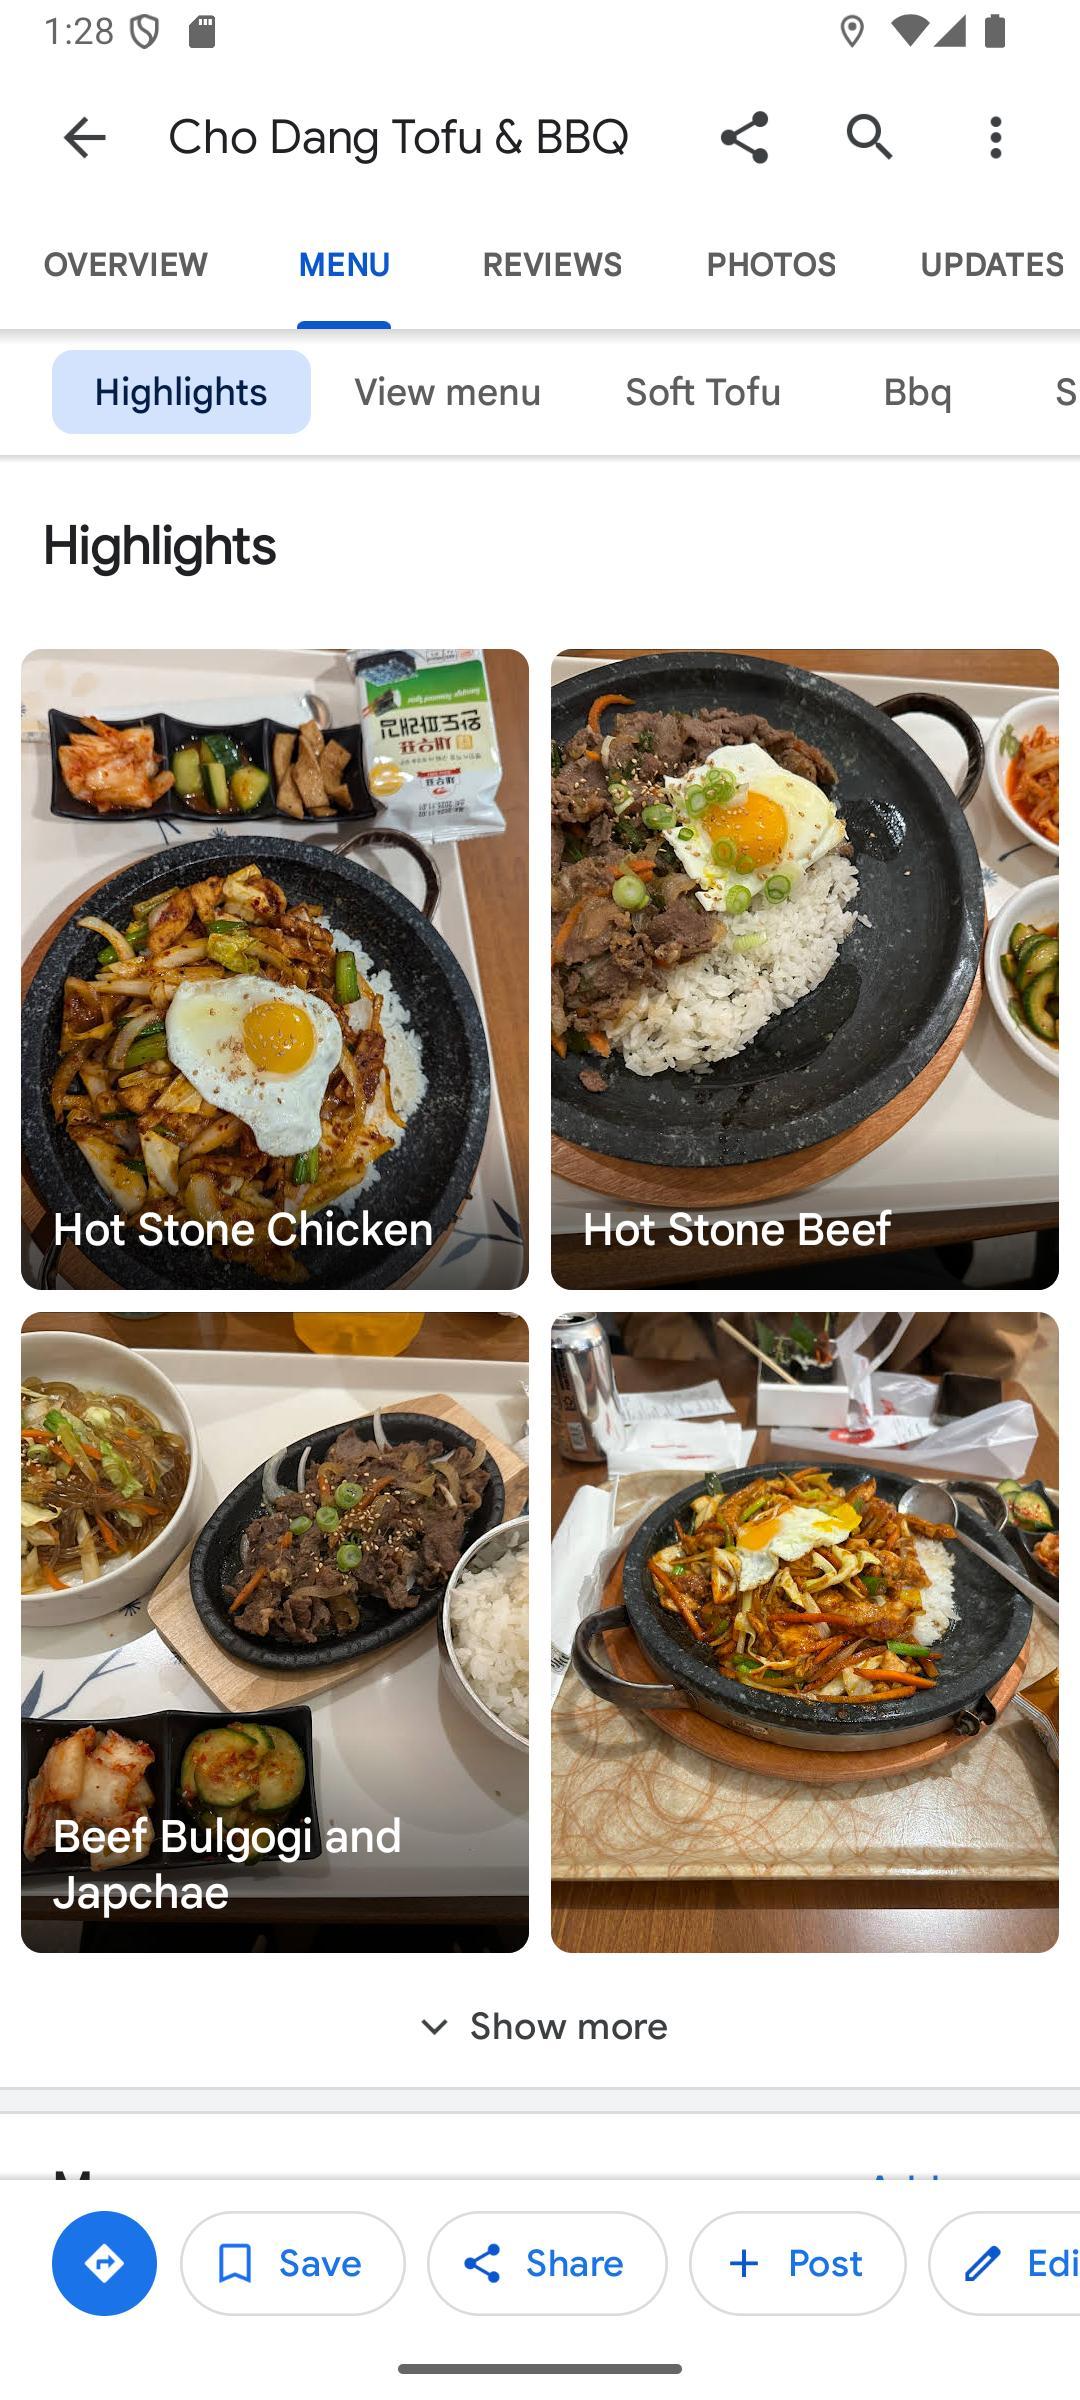 1:28
Cho Dang Tofu & BBQ
OVERVIEW MENU REVIEWS PHOTOS UPDATES
Highlights View menu Soft Tofu Bbq S
Highlights
Hot Stone Chicken
Hot Stone Beef
Beef Bulgogi and
Japchae
Show more
Save Share Post Edi